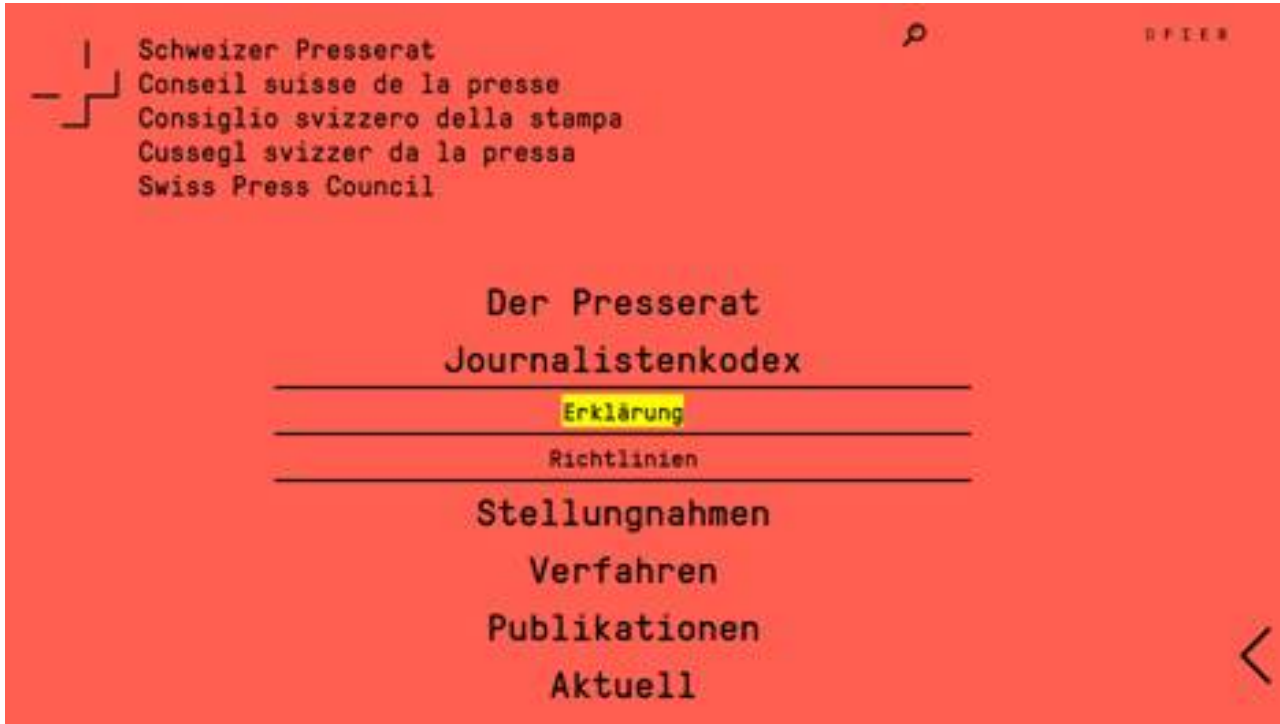 Schweizer Presserat
Conseil suisse de la presse
Consiglio svizzero della stampa
Cussegl svizzer da la pressa
Swiss Press Council
D F I E R
Der Presserat
Journalistenkodex
Erklärung
Richtlinien
Stellungnahmen
Verfahren
Publikationen
Aktuell